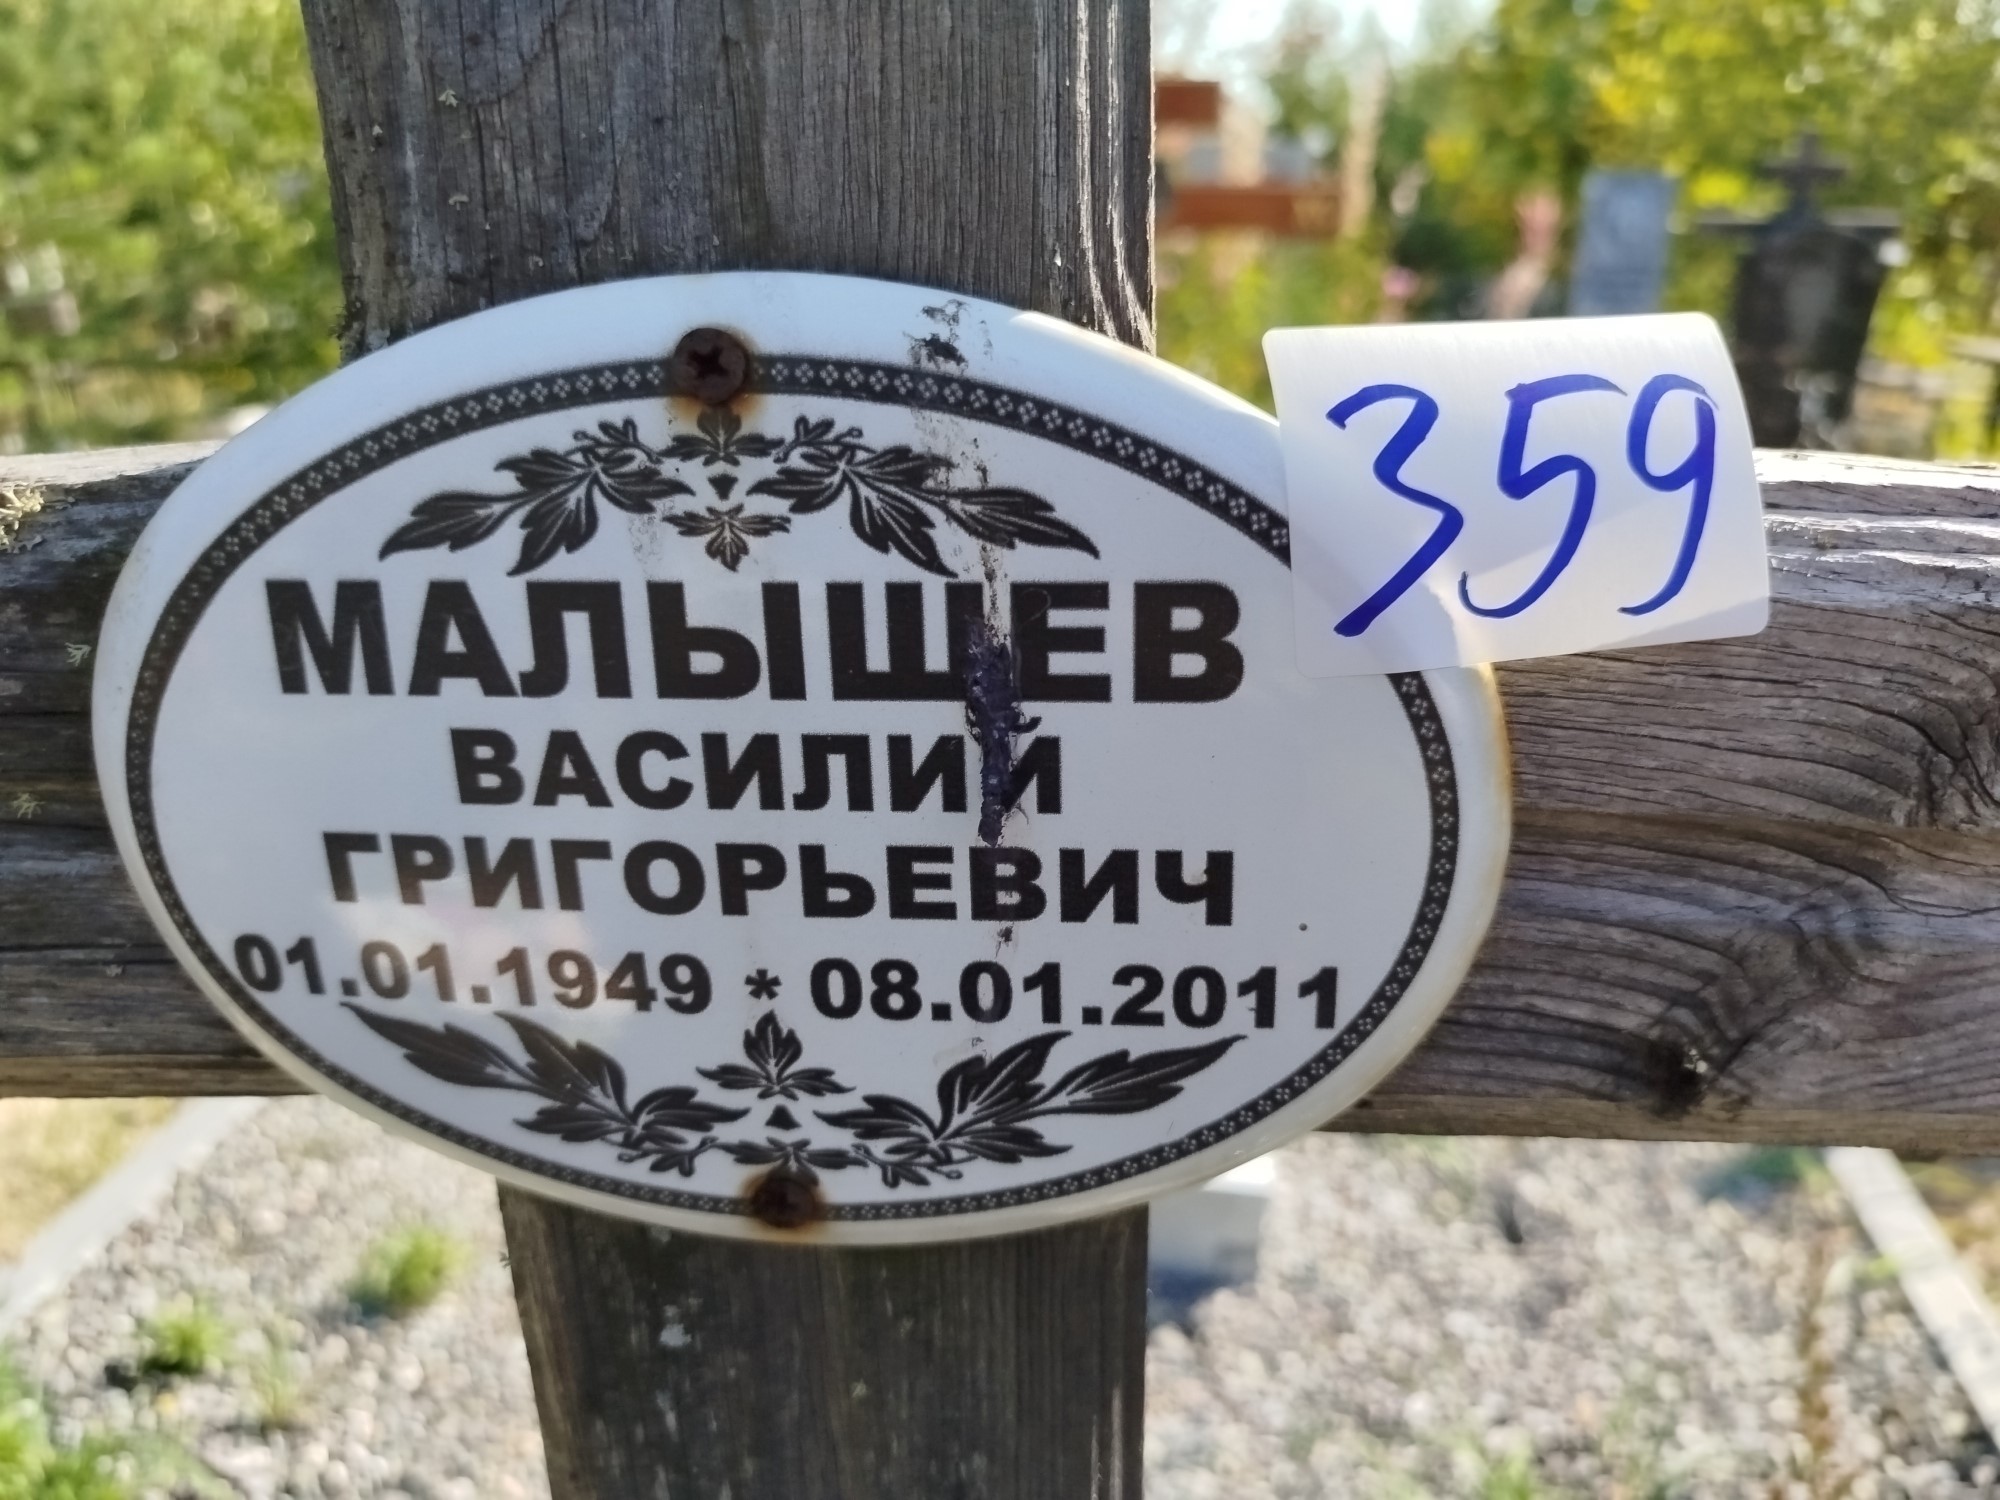 359
МАЛЫШЕВ
ВАСИЛИЙ
ГРИГОРЬЕВИЧ
01.01.1949 * 08.01.2011